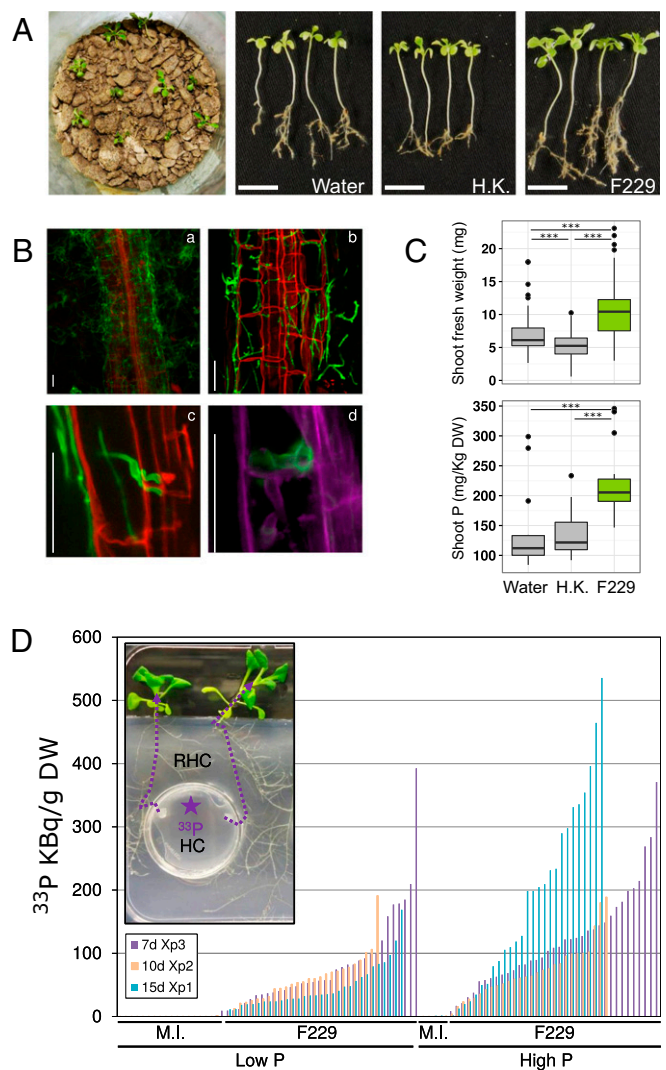 A
Water
H.K.
F229
B
a
b
c
d
C
Shoot fresh weight (mg)
20
15
10
5
0
***
*** ***
Shoot P (mg/Kg DW)
350
300
250
200
150
100
***
***
Water H.K. F229
D
³³P KBq/g DW
600
500
400
300
200
100
0
RHC
³³P
HC
7d Xp3
10d Xp2
15d Xp1
M.I. F229 M.I. F229
Low P High P